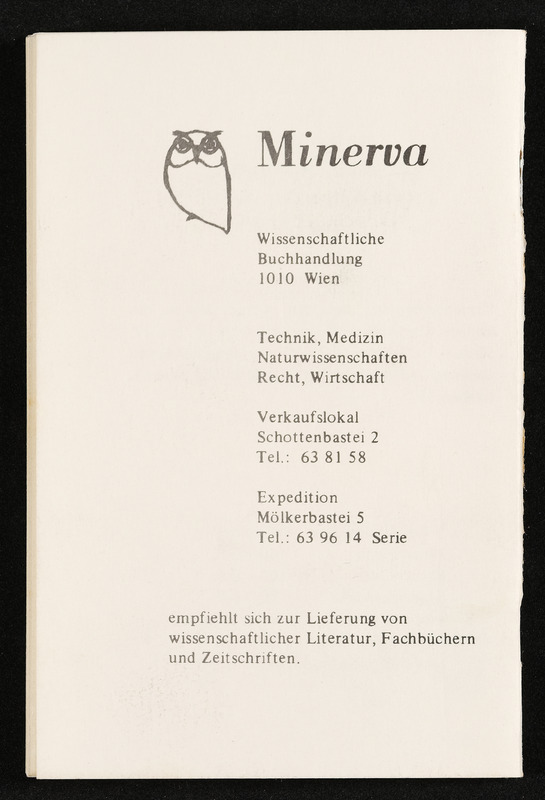 Minerva
Wissenschaftliche
Buchhandlung
1010 Wien
Technik, Medizin
Naturwissenschaften
Recht, Wirtschaft
Verkaufslokal
Schottenbastei 2
Tel.: 63 81 58
Expedition
Mölkerbastei 5
Tel.: 63 96 14 Serie
empfiehlt sich zur Lieferung von
wissenschaftlicher Literatur, Fachbüchern
und Zeitschriften.